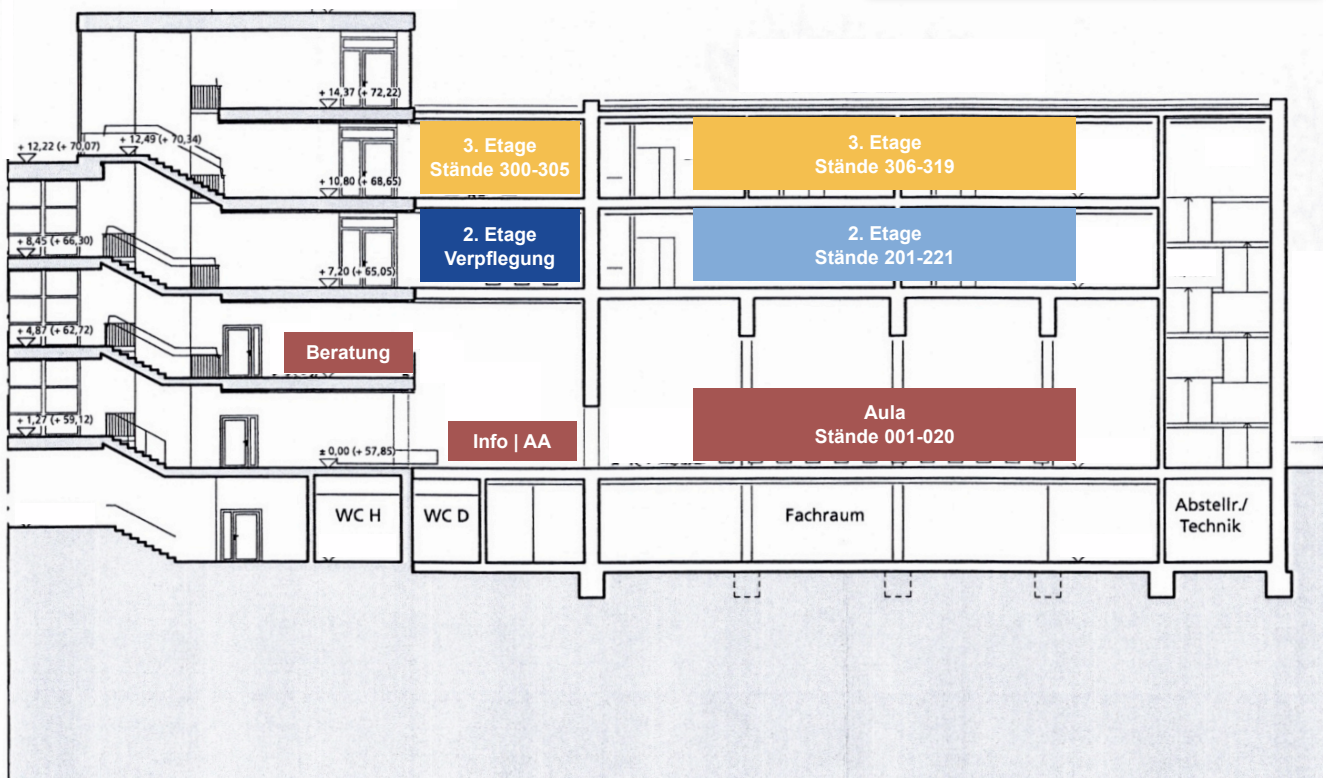 + 14,37 (+ 72,22)
+ 12,22 (+ 70,07)
+ 12,49 (+ 70,34)
3. Etage
Stände 300-305
3. Etage
Stände 306-319
+ 10,80 (+ 68,65)
+ 8,45 (+ 66,30)
2. Etage
Verpflegung
2. Etage
Stände 201-221
+ 7,20 (+ 65,05)
+ 4,87 (+ 62,72)
Beratung
+ 1,27 (+ 59,12)
Info | AA
Aula
Stände 001-020
± 0,00 (+ 57,85)
WC H
WC D
Fachraum
Abstellr./
Technik